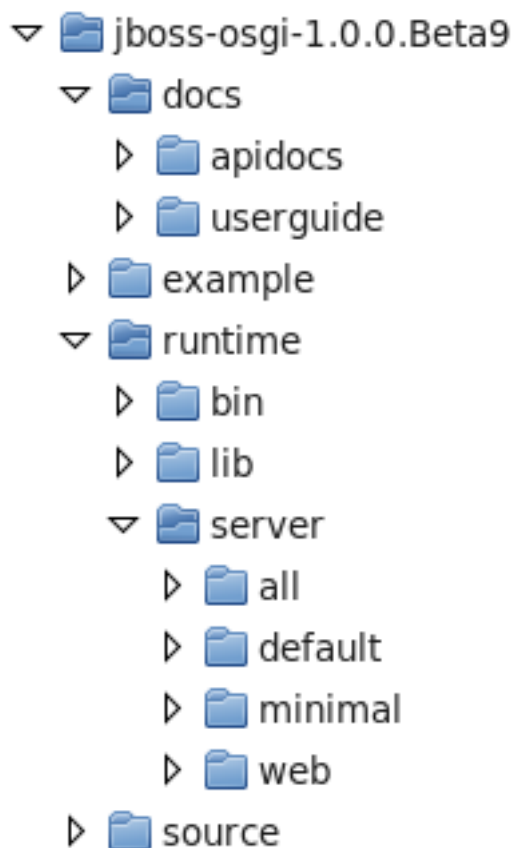 jboss-osgi-1.0.0.Beta9
docs
apidocs
userguide
example
runtime
bin
lib
server
all
default
minimal
web
source